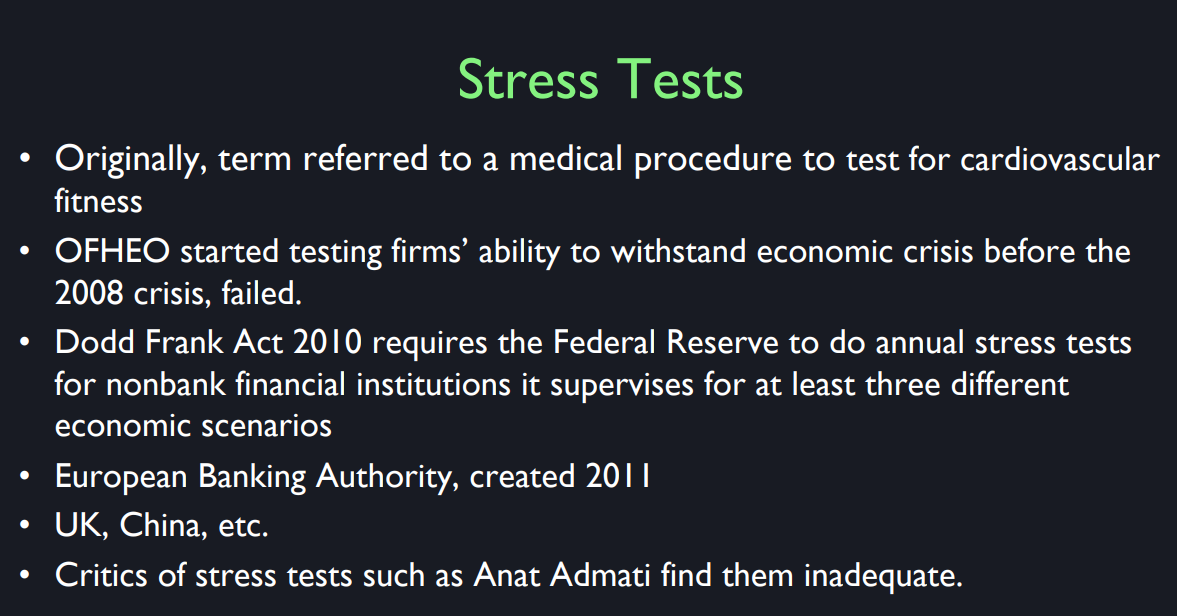 Stress Tests
• Originally, term referred to a medical procedure to test for cardiovascular
fitness
• OFHEO started testing firms’ ability to withstand economic crisis before the
2008 crisis, failed.
• Dodd Frank Act 2010 requires the Federal Reserve to do annual stress tests
for nonbank financial institutions it supervises for at least three different
economic scenarios
• European Banking Authority, created 2011
• UK, China, etc.
• Critics of stress tests such as Anat Admati find them inadequate.